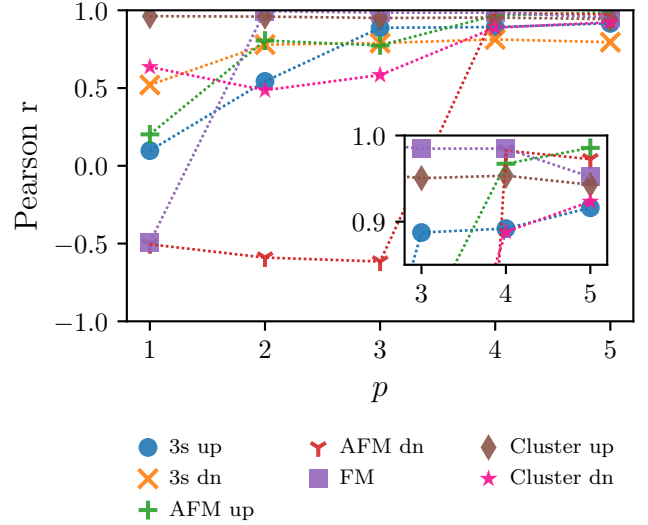 1.0
0.5
0.0
−0.5
−1.0
Pearson r
1.0
0.9
3 4 5
1 2 3 4 5
p
3s up
3s dn
AFM up
AFM dn
FM
Cluster up
Cluster dn